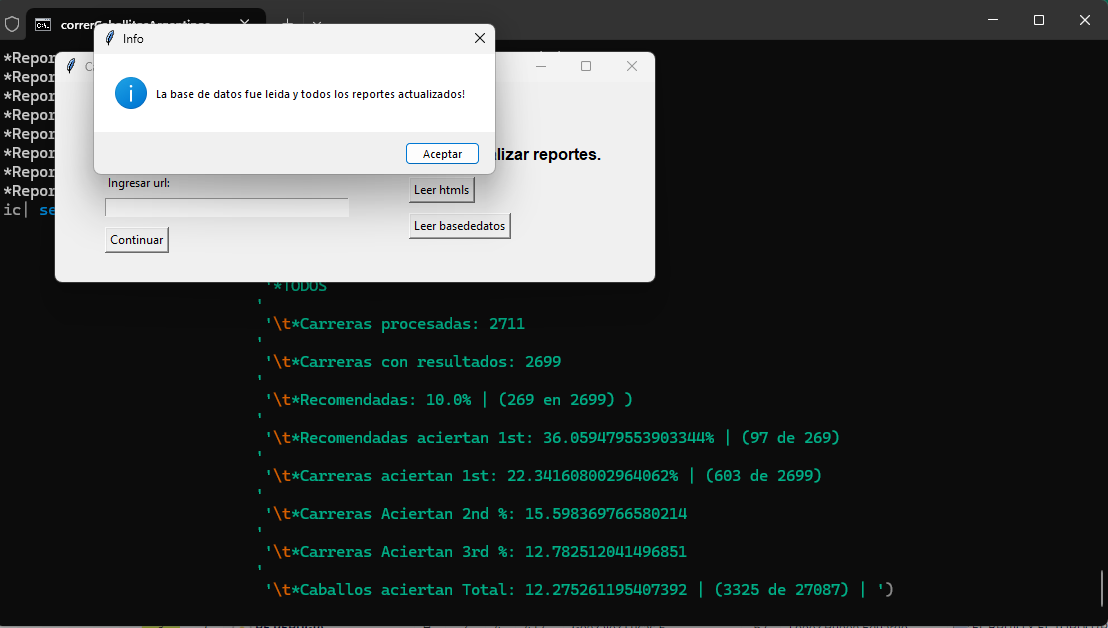 correrCaballitosArgentinos
Info
La base de datos fue leida y todos los reportes actualizados!
Aceptar
*Repor
*Repor
*Repor
*Repor
*Repor
*Repor
*Repor
*Repor
ic| se
lizar reportes.
Ingresar url:
Leer htmls
Leer basededatos
Continuar
'*TODOS
'
'\t*Carreras procesadas: 2711
'
'\t*Carreras con resultados: 2699
'
'\t*Recomendadas: 10.0% | (269 en 2699) )
'
'\t*Recomendadas aciertan 1st: 36.059479553903344% | (97 de 269)
'
'\t*Carreras aciertan 1st: 22.341608002964062% | (603 de 2699)
'
'\t*Carreras Aciertan 2nd %: 15.598369766580214
'
'\t*Carreras Aciertan 3rd %: 12.782512041496851
'
'\t*Caballos aciertan Total: 12.275261195407392 | (3325 de 27087) | ')